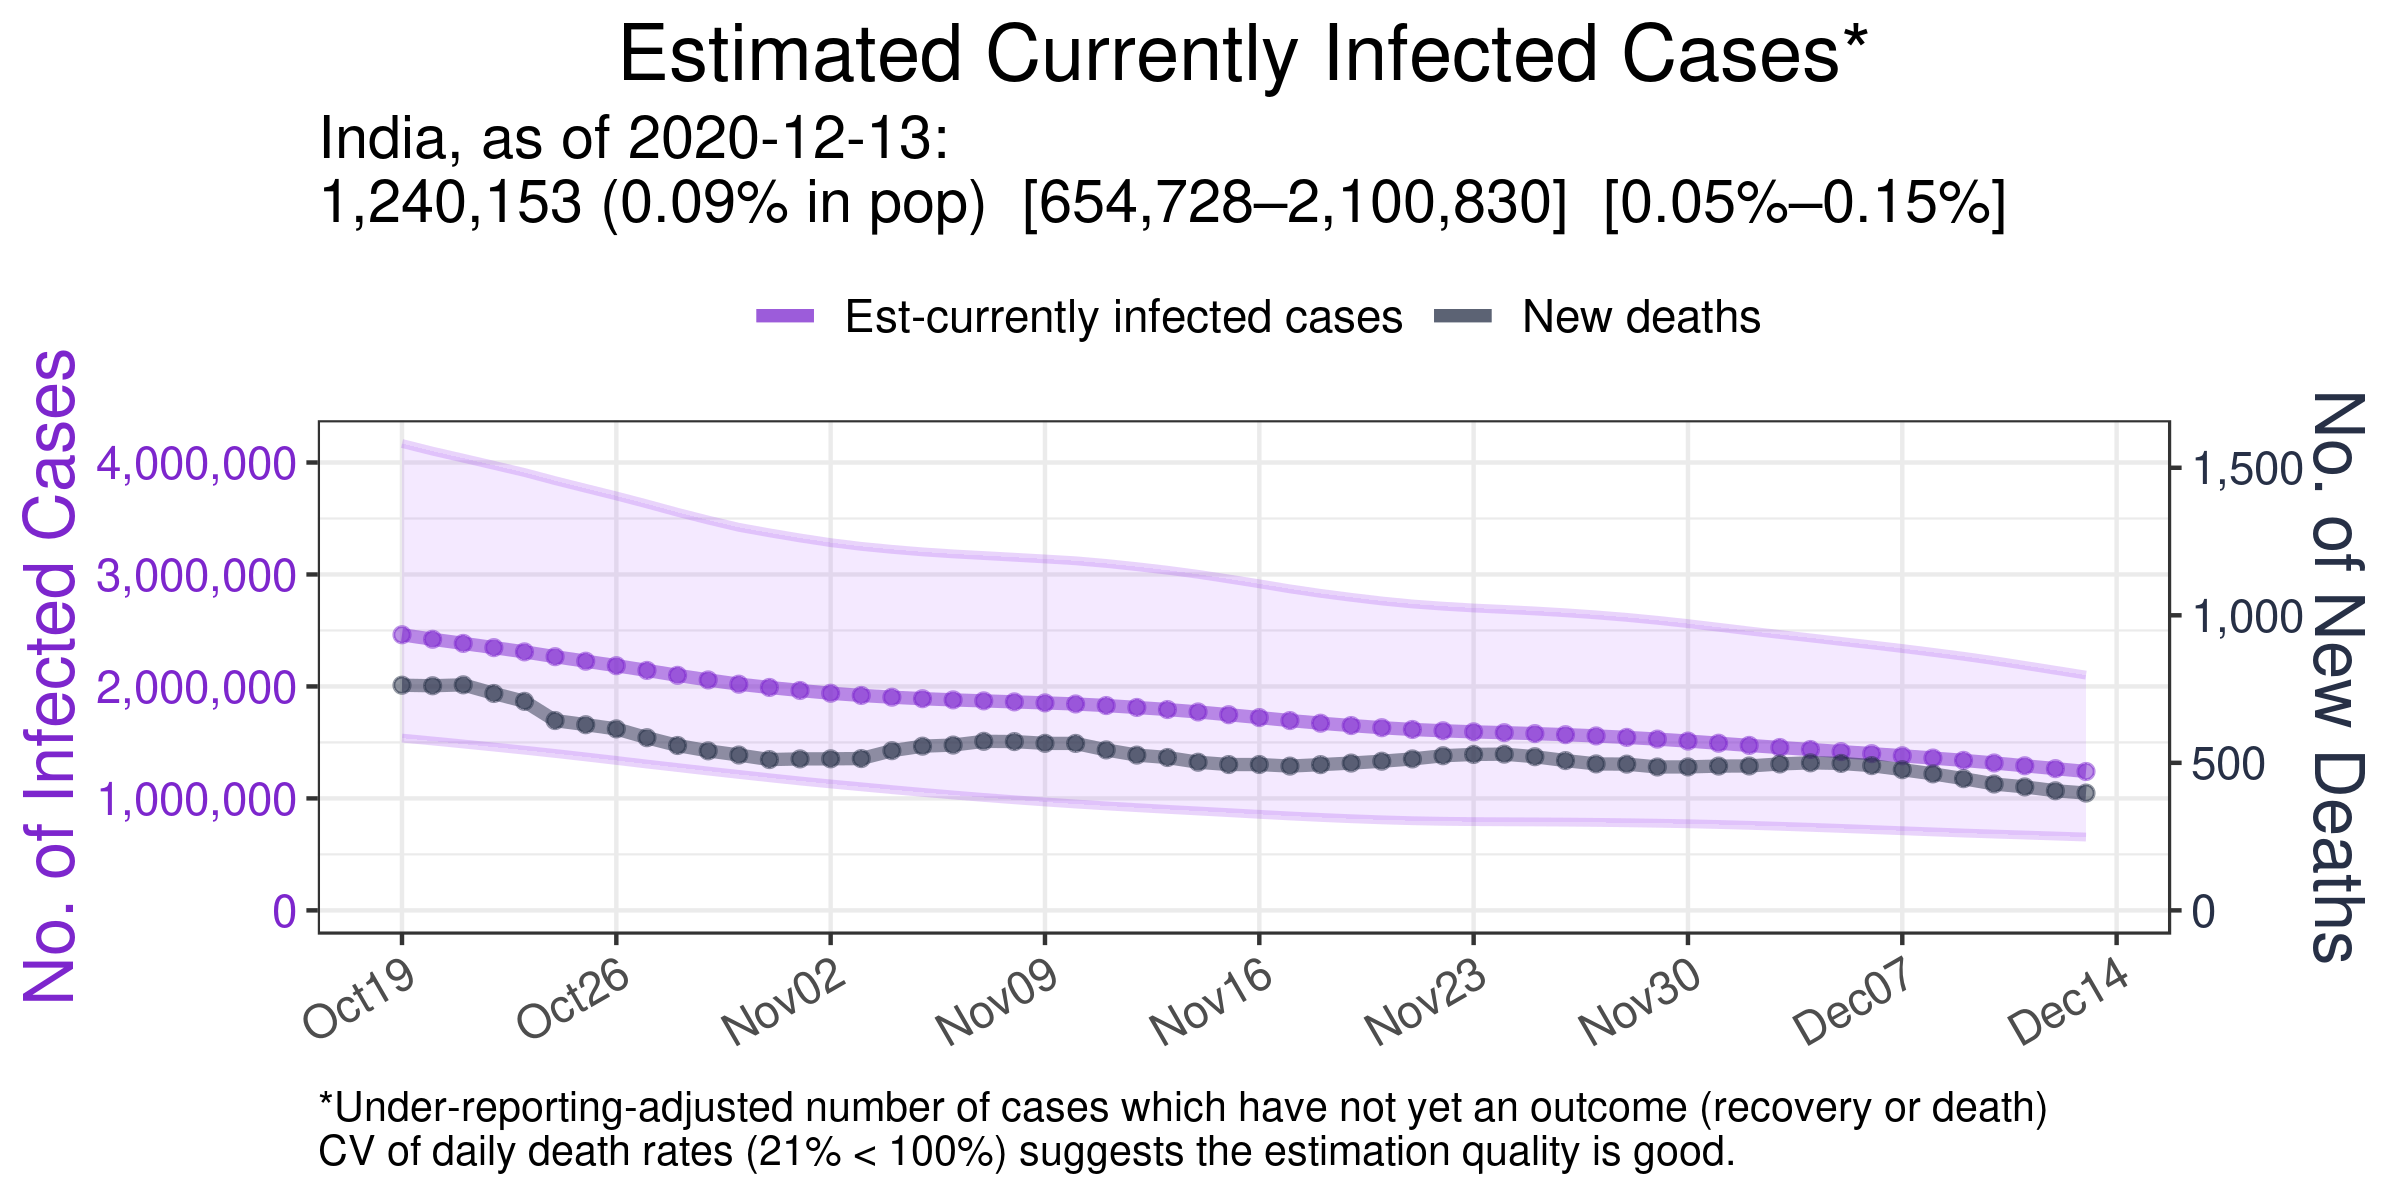 Estimated Currently Infected Cases*
India, as of 2020-12-13:
1,240,153 (0.09% in pop) [654,728–2,100,830] [0.05%–0.15%]
Est-currently infected cases New deaths
No. of Infected Cases
4,000,000
3,000,000
2,000,000
1,000,000
0
1,500
1,000
500
0
No. of New Deaths
Oct19 Oct26 Nov02 Nov09 Nov16 Nov23 Nov30 Dec07 Dec14
*Under-reporting-adjusted number of cases which have not yet an outcome (recovery or death)
CV of daily death rates (21% < 100%) suggests the estimation quality is good.